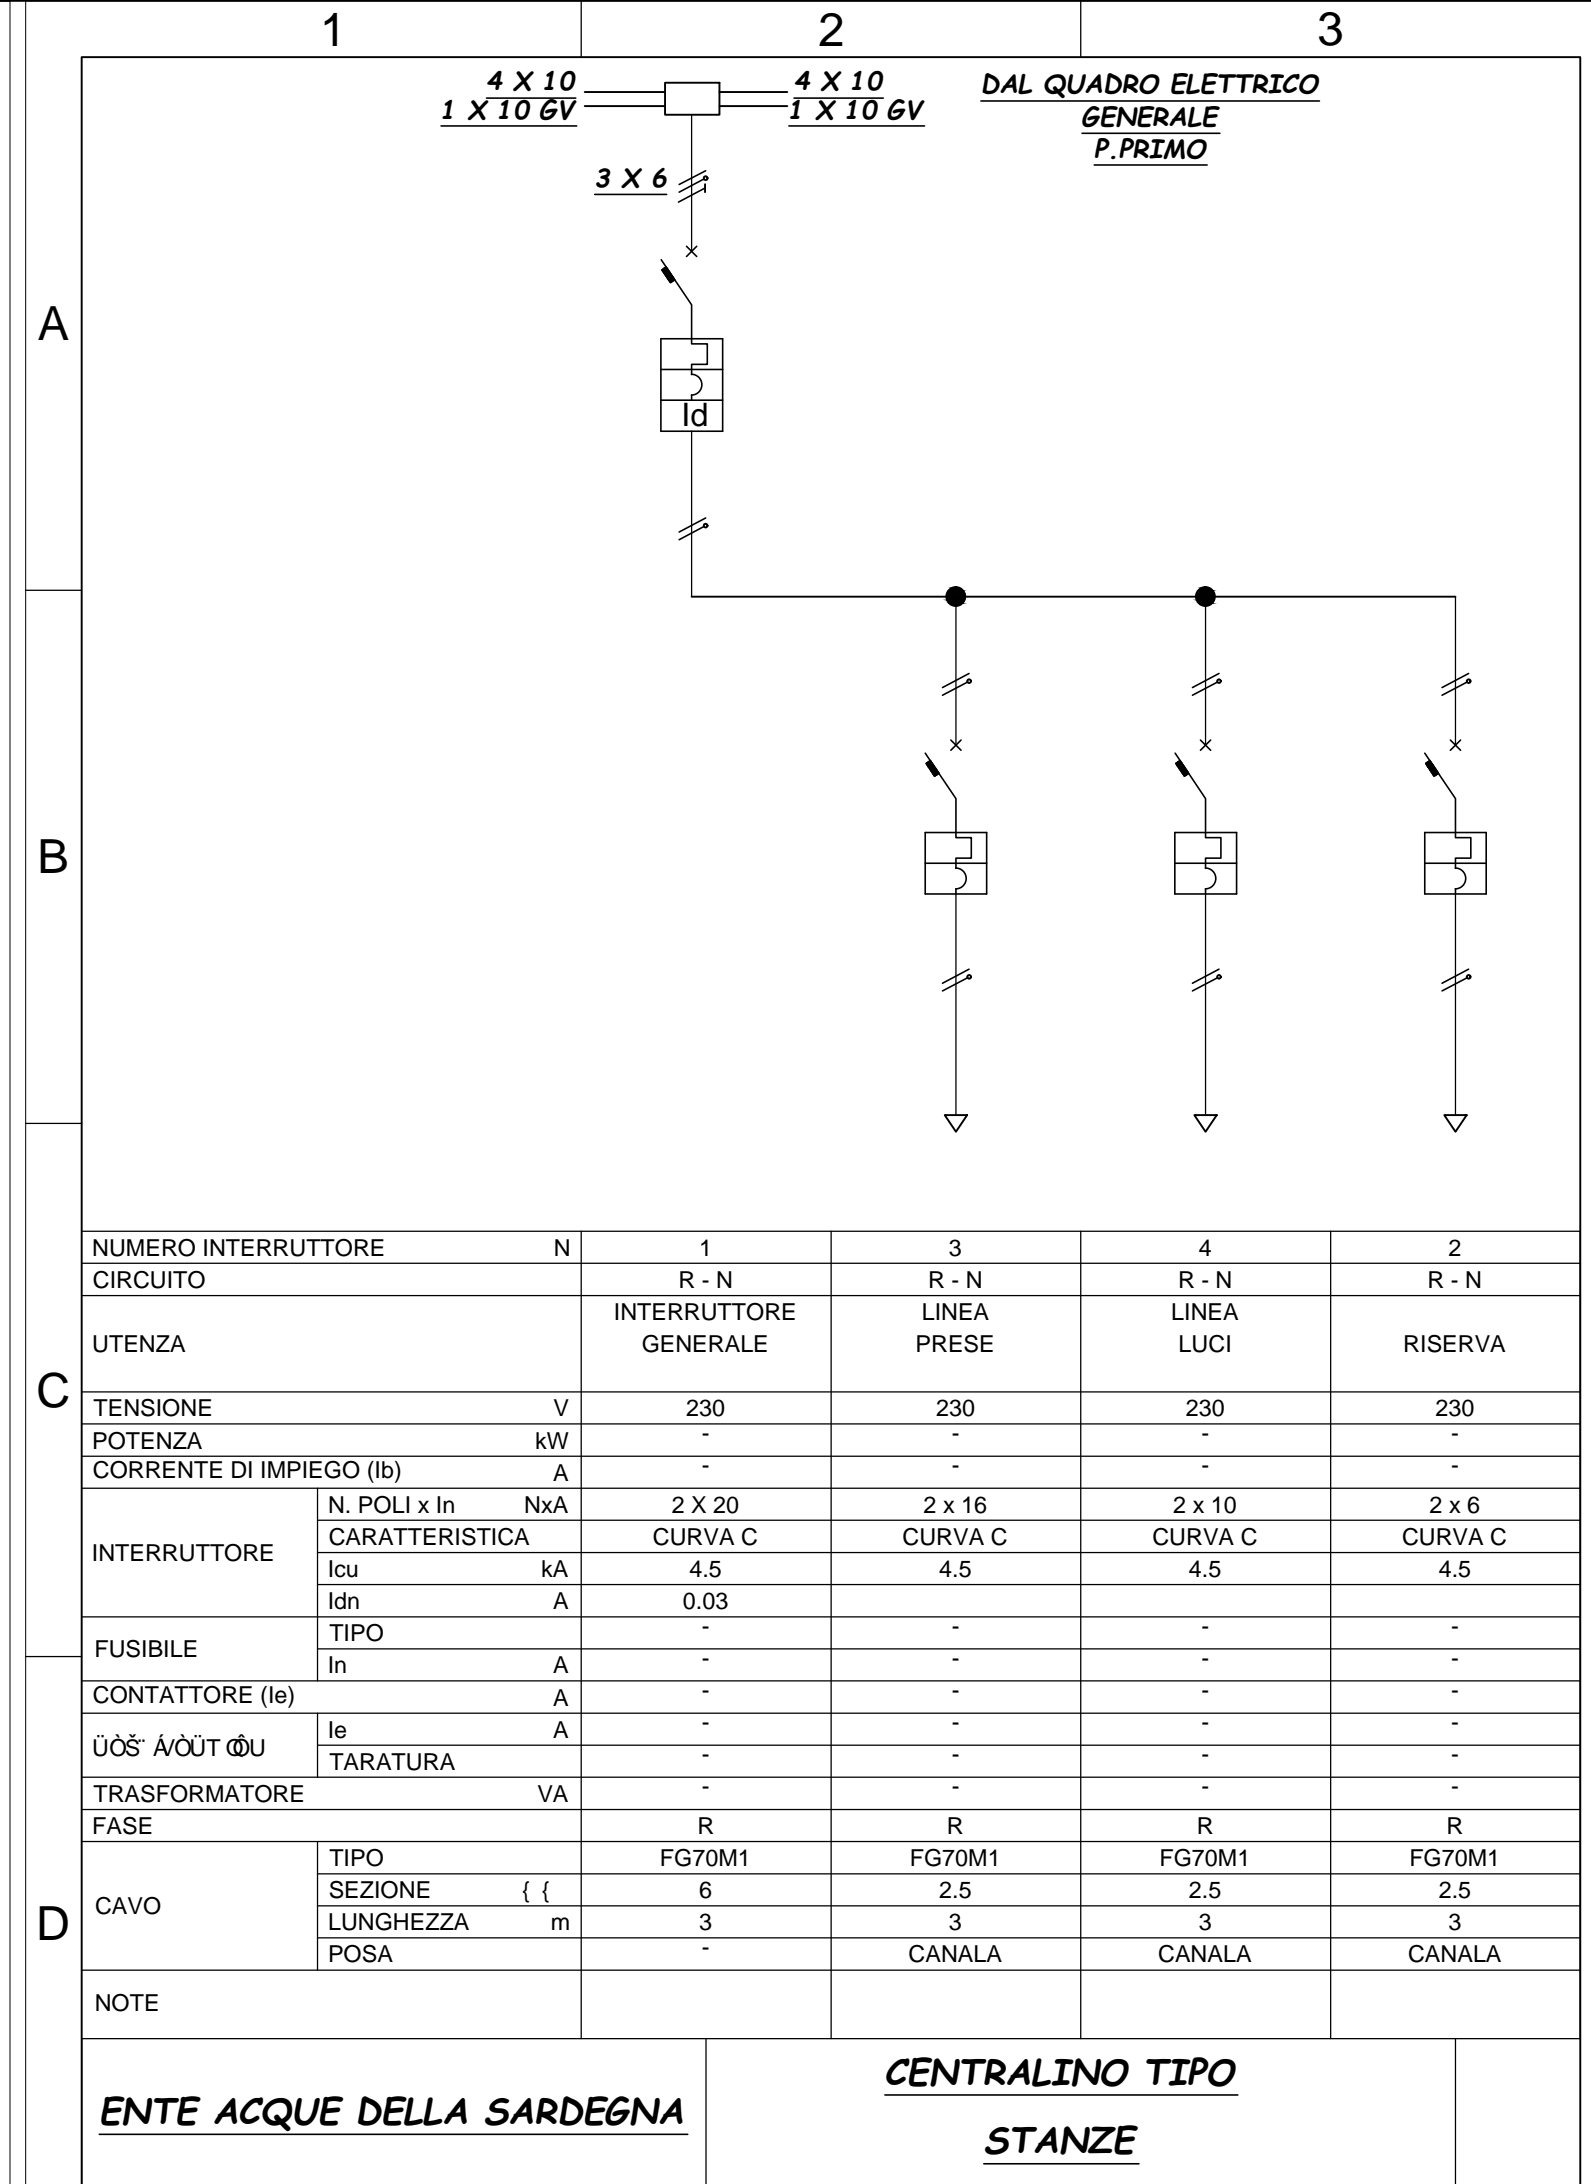 1 2 3
4 X 10 4 X 10 DAL QUADRO ELETTRICO
1 X 10 GV 1 X 10 GV GENERALE
P.PRIMO
3 X 6
A
Id
B
NUMERO INTERRUTTORE N 1 3 4 2
CIRCUITO R - N R - N R - N R - N
UTENZA INTERRUTTORE GENERALE LINEA PRESE LINEA LUCI RISERVA
C
TENSIONE V 230 230 230 230
POTENZA kW - - - -
CORRENTE DI IMPIEGO (Ib) A - - - -
INTERRUTTORE
N. POLI x In NxA 2 X 20 2 x 16 2 x 10 2 x 6
CARATTERISTICA CURVA C CURVA C CURVA C CURVA C
Icu kA 4.5 4.5 4.5 4.5
Idn A 0.03
FUSIBILE
TIPO - - - -
In A - - - -
CONTATTORE (Ie) A - - - -
Ie A - - - -
TARATURA - - - -
TRASFORMATORE VA - - - -
FASE R R R R
CAVO
TIPO FG70M1 FG70M1 FG70M1 FG70M1
SEZIONE { { 6 2.5 2.5 2.5
D
LUNGHEZZA m 3 3 3 3
POSA - CANALA CANALA CANALA
NOTE
ENTE ACQUE DELLA SARDEGNA
CENTRALINO TIPO
STANZE